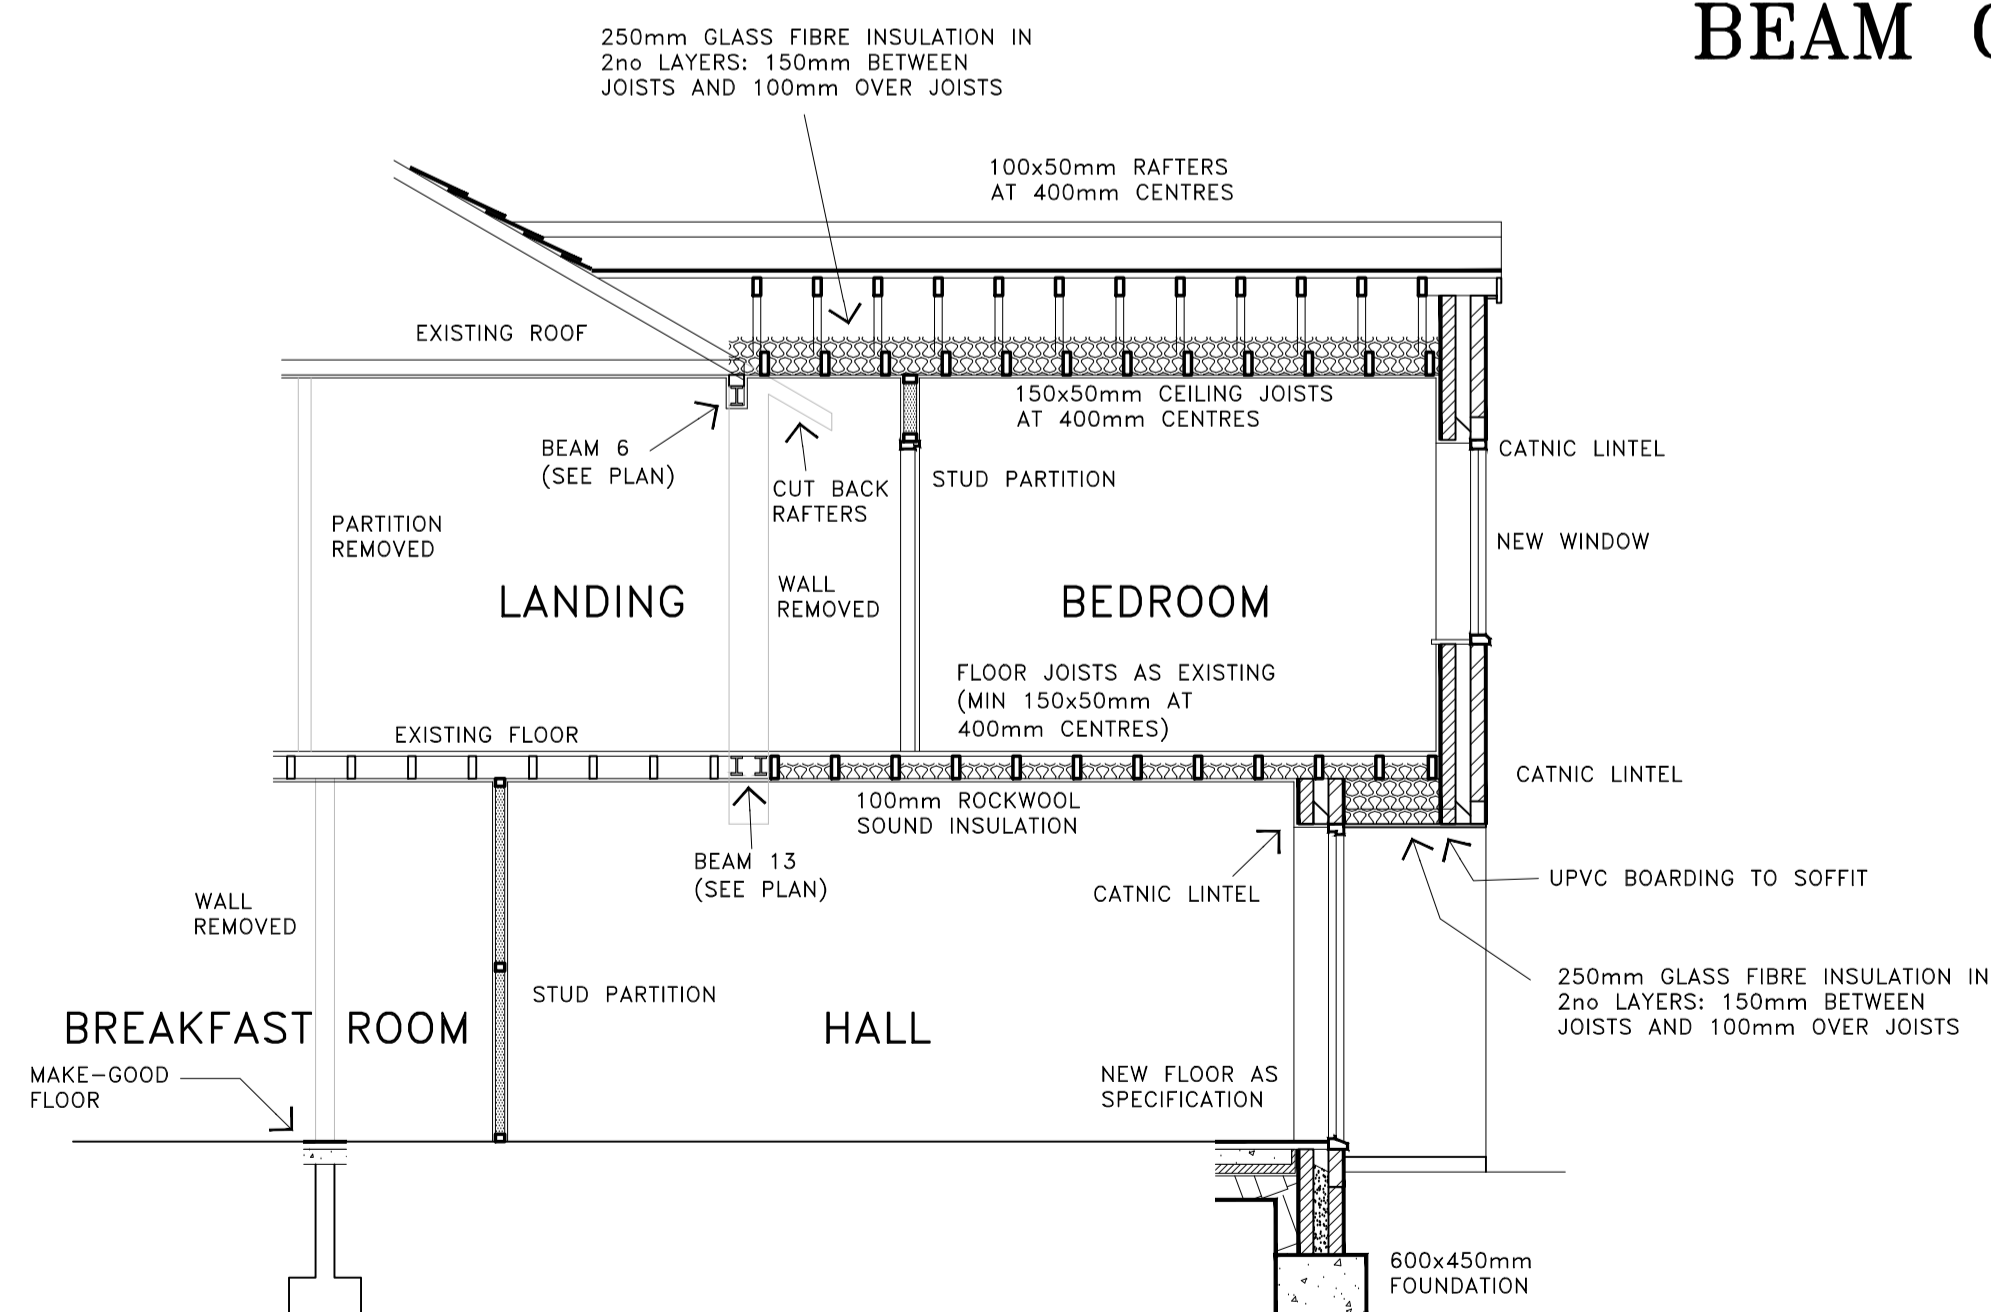 BEAM
250mm GLASS FIBRE INSULATION IN
2no LAYERS: 150mm BETWEEN
JOISTS AND 100mm OVER JOISTS
100x50mm RAFTERS
AT 400mm CENTRES
EXISTING ROOF
150x50mm CEILING JOISTS
AT 400mm CENTRES
BEAM 6
(SEE PLAN)
CUT BACK
RAFTERS
STUD PARTITION
CATNIC LINTEL
PARTITION
REMOVED
NEW WINDOW
LANDING
WALL
REMOVED
BEDROOM
FLOOR JOISTS AS EXISTING
(MIN 150x50mm AT
400mm CENTRES)
EXISTING FLOOR
CATNIC LINTEL
100mm ROCKWOOL
SOUND INSULATION
BEAM 13
(SEE PLAN)
CATNIC LINTEL
UPVC BOARDING TO SOFFIT
WALL
REMOVED
250mm GLASS FIBRE INSULATION IN
2no LAYERS: 150mm BETWEEN
JOISTS AND 100mm OVER JOISTS
STUD PARTITION
BREAKFAST ROOM
HALL
MAKE-GOOD
FLOOR
NEW FLOOR AS
SPECIFICATION
600x450mm
FOUNDATION